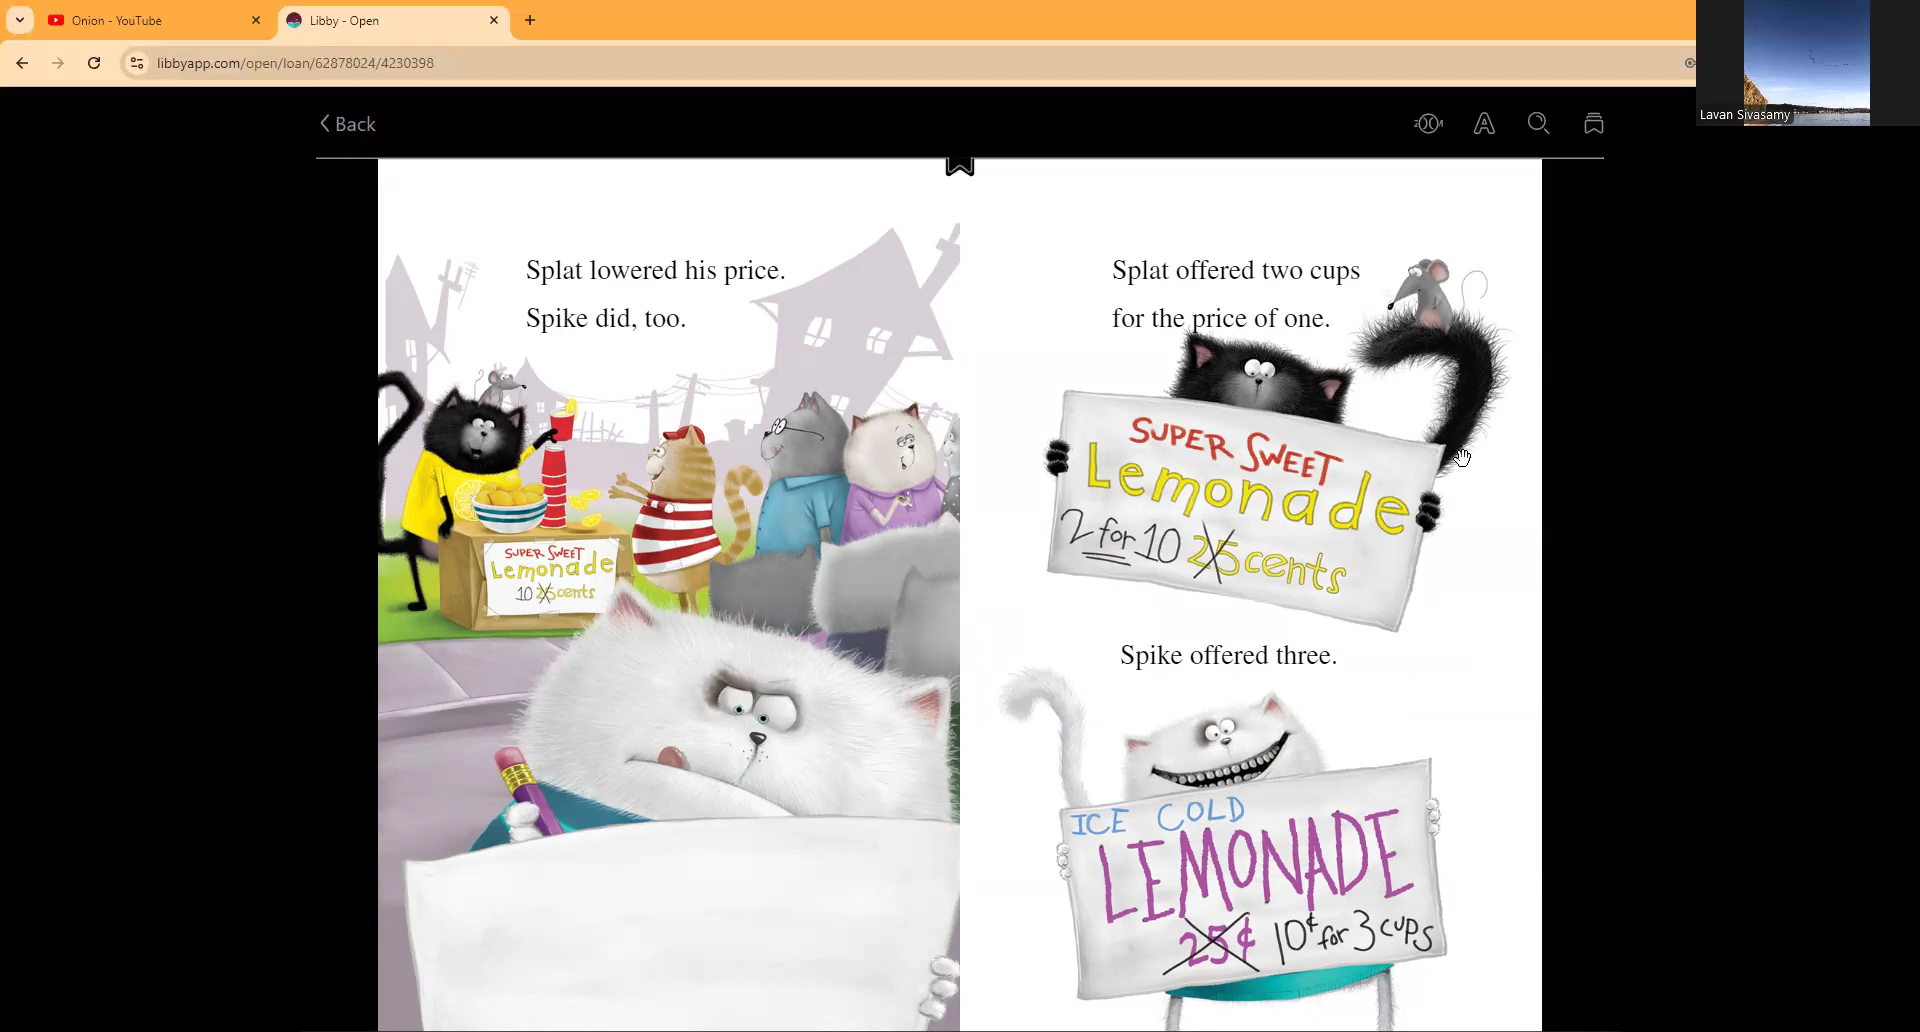 Onion - YouTube
Libby - Open
libbyapp.com/open/loan/62878024/4230398
Lavan Sivasamy
Back
Splat lowered his price.
Spike did, too.
SUPER SWEET
Lemonade
10 25 cents
Splat offered two cups
for the price of one.
SUPER SWEET
Lemonade
2 for 10 25 cents
Spike offered three.
ICE COLD
LEMONADE
25¢ 10¢ for 3 cups